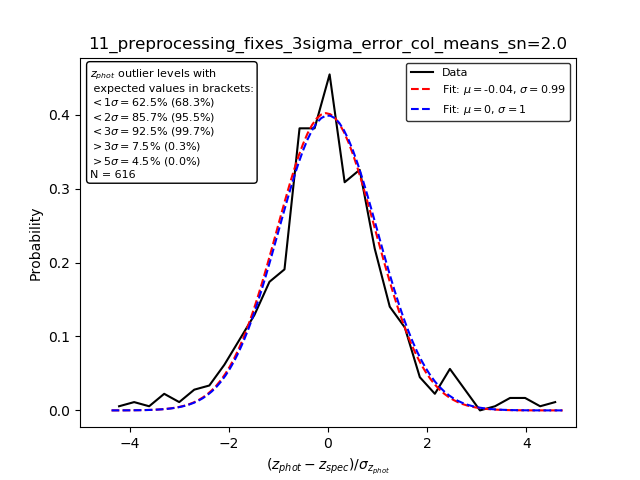 11_preprocessing_fixes_3sigma_error_col_means_sn=2.0
z_phot outlier levels with
expected values in brackets:
< 1σ = 62.5% (68.3%)
< 2σ = 85.7% (95.5%)
< 3σ = 92.5% (99.7%)
> 3σ = 7.5% (0.3%)
> 5σ = 4.5% (0.0%)
N = 616
Data
Fit: μ = -0.04, σ = 0.99
Fit: μ = 0, σ = 1
Probability
0.4
0.3
0.2
0.1
0.0
−4 −2 0 2 4
(z_phot − z_spec)/σ_z_phot